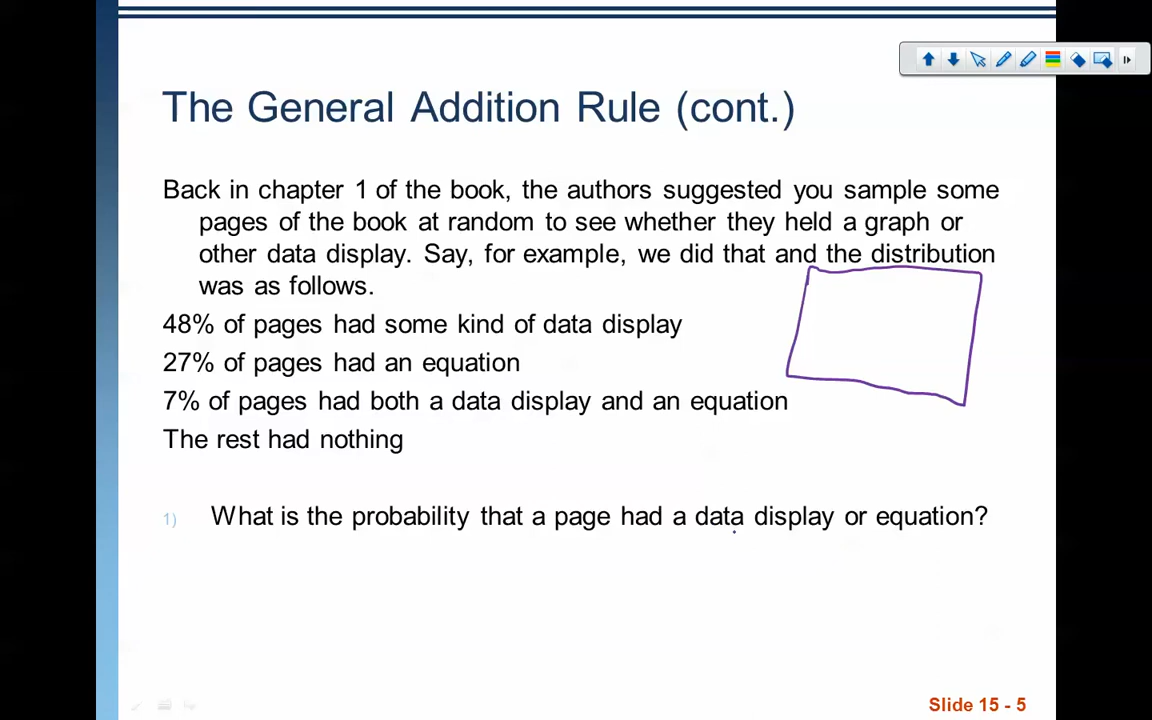 The General Addition Rule (cont.)
Back in chapter 1 of the book, the authors suggested you sample some
pages of the book at random to see whether they held a graph or
other data display. Say, for example, we did that and the distribution
was as follows.
48% of pages had some kind of data display
27% of pages had an equation
7% of pages had both a data display and an equation
The rest had nothing
1) What is the probability that a page had a data display or equation?
Slide 15 - 5